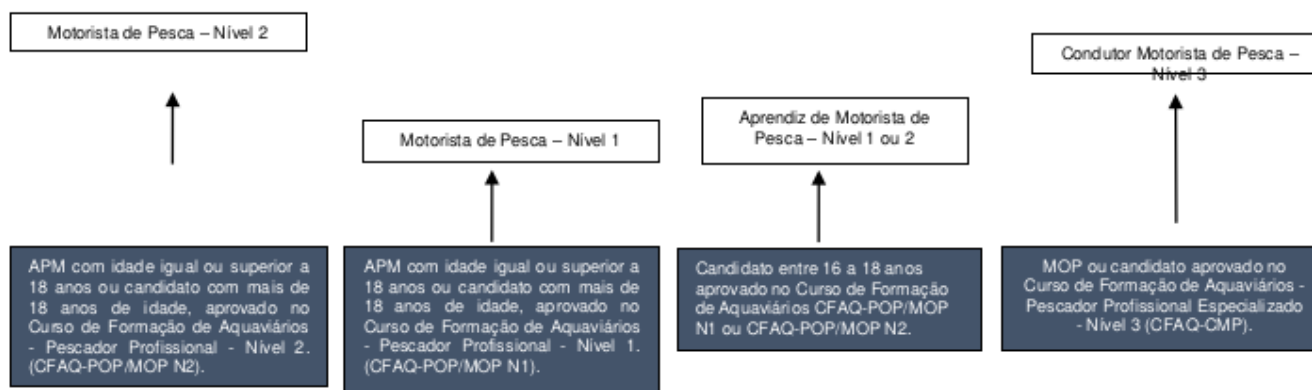 Motorista de Pesca – Nível 2
Condutor Motorista de Pesca –
Nível 3
Motorista de Pesca – Nível 1
Aprendiz de Motorista de
Pesca – Nível 1 ou 2
APM com idade igual ou superior a
18 anos ou candidato com mais de
18 anos de idade, aprovado no
Curso de Formação de Aquaviários
- Pescador Profissional - Nível 2.
(CFAQ-POP/MOP N2).
APM com idade igual ou superior a
18 anos ou candidato com mais de
18 anos de idade, aprovado no
Curso de Formação de Aquaviários
- Pescador Profissional - Nível 1.
(CFAQ-POP/MOP N1).
Candidato entre 16 a 18 anos
aprovado no Curso de Formação
de Aquaviários CFAQ-POP/MOP
N1 ou CFAQ-POP/MOP N2.
MOP ou candidato aprovado no
Curso de Formação de Aquaviários -
Pescador Profissional Especializado
- Nível 3 (CFAQ-CMP).